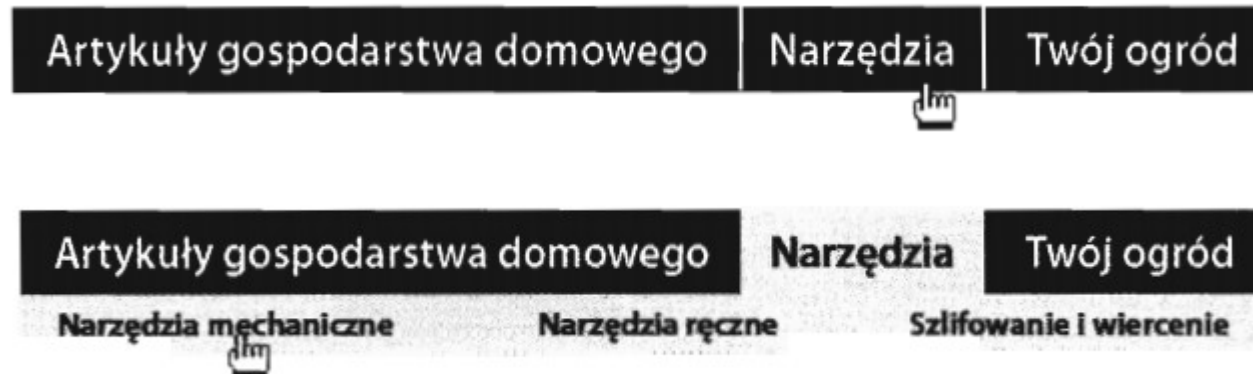 Artykuły gospodarstwa domowego Narzędzia Twój ogród
Artykuły gospodarstwa domowego Narzędzia Twój ogród
Narzędzia mechaniczne Narzędzia ręczne Szlifowanie i wiercenie